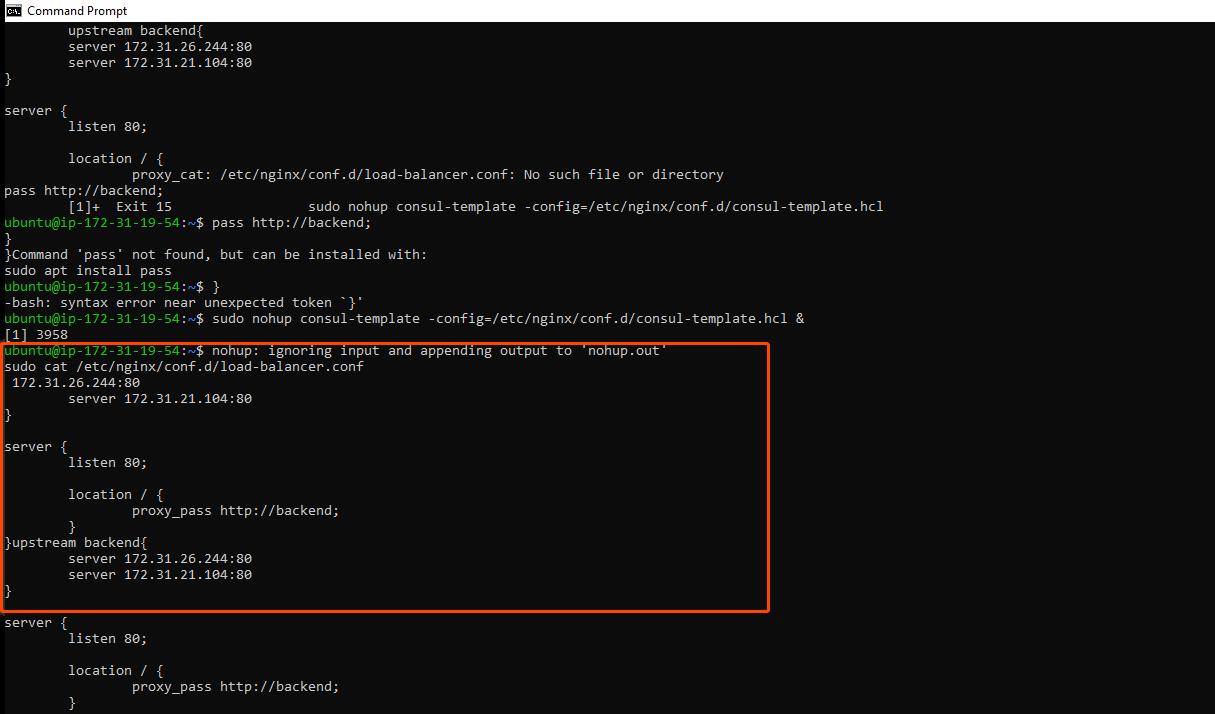 Command Prompt
        upstream backend{
        server 172.31.26.244:80
        server 172.31.21.104:80
}

server {
        listen 80;

        location / {
                proxy_cat: /etc/nginx/conf.d/load-balancer.conf: No such file or directory
pass http://backend;
        [1]+  Exit 15                 sudo nohup consul-template -config=/etc/nginx/conf.d/consul-template.hcl
ubuntu@ip-172-31-19-54:~$ pass http://backend;
}
}Command 'pass' not found, but can be installed with:
sudo apt install pass
ubuntu@ip-172-31-19-54:~$ }
-bash: syntax error near unexpected token `}'
ubuntu@ip-172-31-19-54:~$ sudo nohup consul-template -config=/etc/nginx/conf.d/consul-template.hcl &
[1] 3958
ubuntu@ip-172-31-19-54:~$ nohup: ignoring input and appending output to 'nohup.out'
sudo cat /etc/nginx/conf.d/load-balancer.conf
 172.31.26.244:80
        server 172.31.21.104:80
}

server {
        listen 80;

        location / {
                proxy_pass http://backend;
        }
}upstream backend{
        server 172.31.26.244:80
        server 172.31.21.104:80
}

server {
        listen 80;

        location / {
                proxy_pass http://backend;
        }